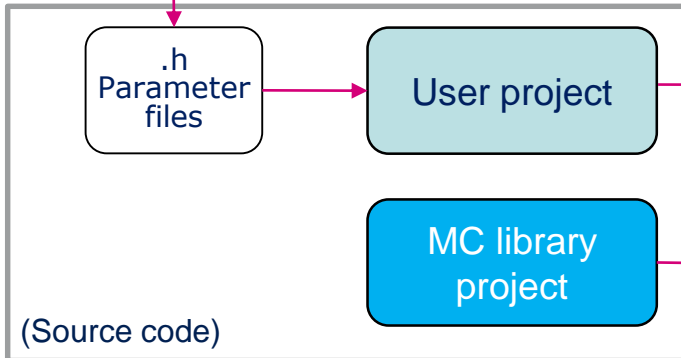 .h
Parameter
files
User project
MC library
project
(Source code)